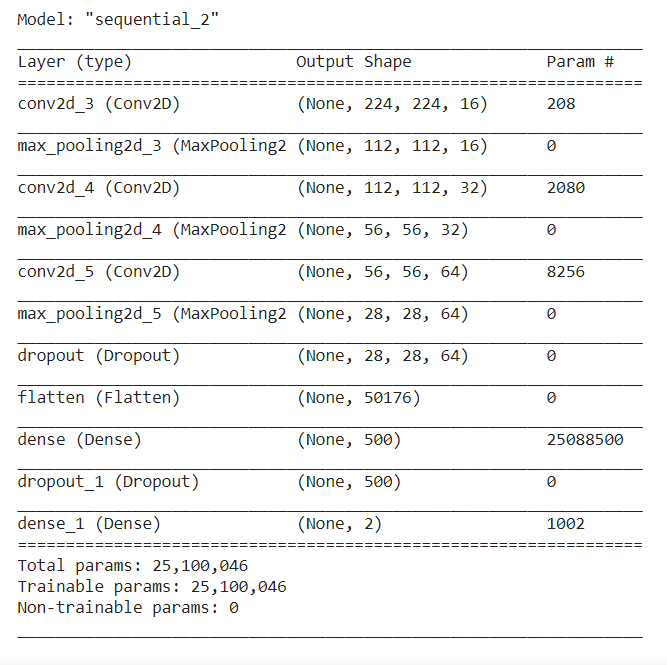 Model: "sequential_2"
Layer (type) Output Shape Param #
conv2d_3 (Conv2D) (None, 224, 224, 16) 208
max_pooling2d_3 (MaxPooling2 (None, 112, 112, 16) 0
conv2d_4 (Conv2D) (None, 112, 112, 32) 2080
max_pooling2d_4 (MaxPooling2 (None, 56, 56, 32) 0
conv2d_5 (Conv2D) (None, 56, 56, 64) 8256
max_pooling2d_5 (MaxPooling2 (None, 28, 28, 64) 0
dropout (Dropout) (None, 28, 28, 64) 0
flatten (Flatten) (None, 50176) 0
dense (Dense) (None, 500) 25088500
dropout_1 (Dropout) (None, 500) 0
dense_1 (Dense) (None, 2) 1002
Total params: 25,100,046
Trainable params: 25,100,046
Non-trainable params: 0